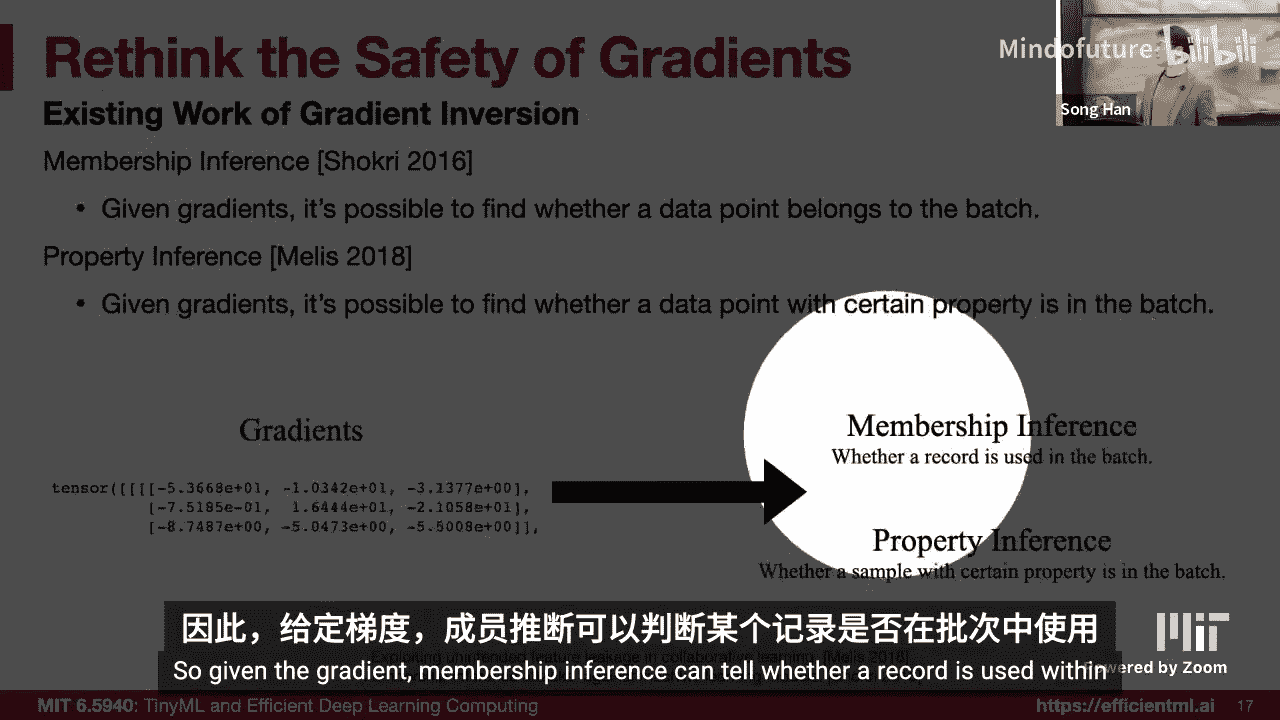 Rethink the Safety of Gradients
Mindofuture
bilibili
Song Han
Existing Work of Gradient Inversion
Membership Inference [Shokri 2016]
• Given gradients, it's possible to find whether a data point belongs to the batch.
Property Inference [Melis 2018]
• Given gradients, it's possible to find whether a data point with certain property is in the batch.
Gradients
tensor([[[[-5.3668e+01, -1.0342e+01, -3.1377e+00],
[-7.5185e-01, 1.6444e+01, -2.1058e+01],
[-8.7487e+00, -5.0473e+00, -5.5008e+00]],
Membership Inference
Whether a record is used in the batch.
Property Inference
Whether a sample with certain property is in the batch.
因此，给定梯度，成员推断可以判断某个记录是否在批次中使用
So given the gradient, membership inference can tell whether a record is used within
MIT
Powered by Zoom
MIT 6.5940: TinyML and Efficient Deep Learning Computing
https://efficientml.ai
17